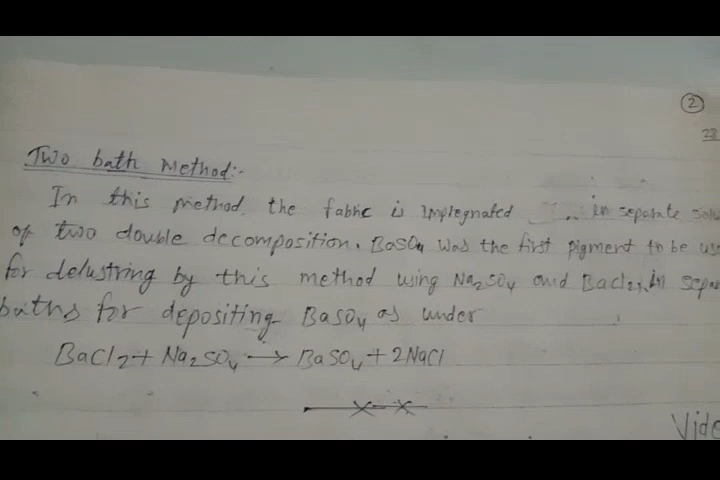 2
23
Two bath Method:-
In this method, the fabric is impregnated in separate
of two double decomposition. BaSO4 was the first pigment to be
for delustring by this method using Na2SO4 and BaCl2, in
baths for depositing BaSO4 as under
BaCl2 + Na2SO4 → BaSO4 + 2NaCl